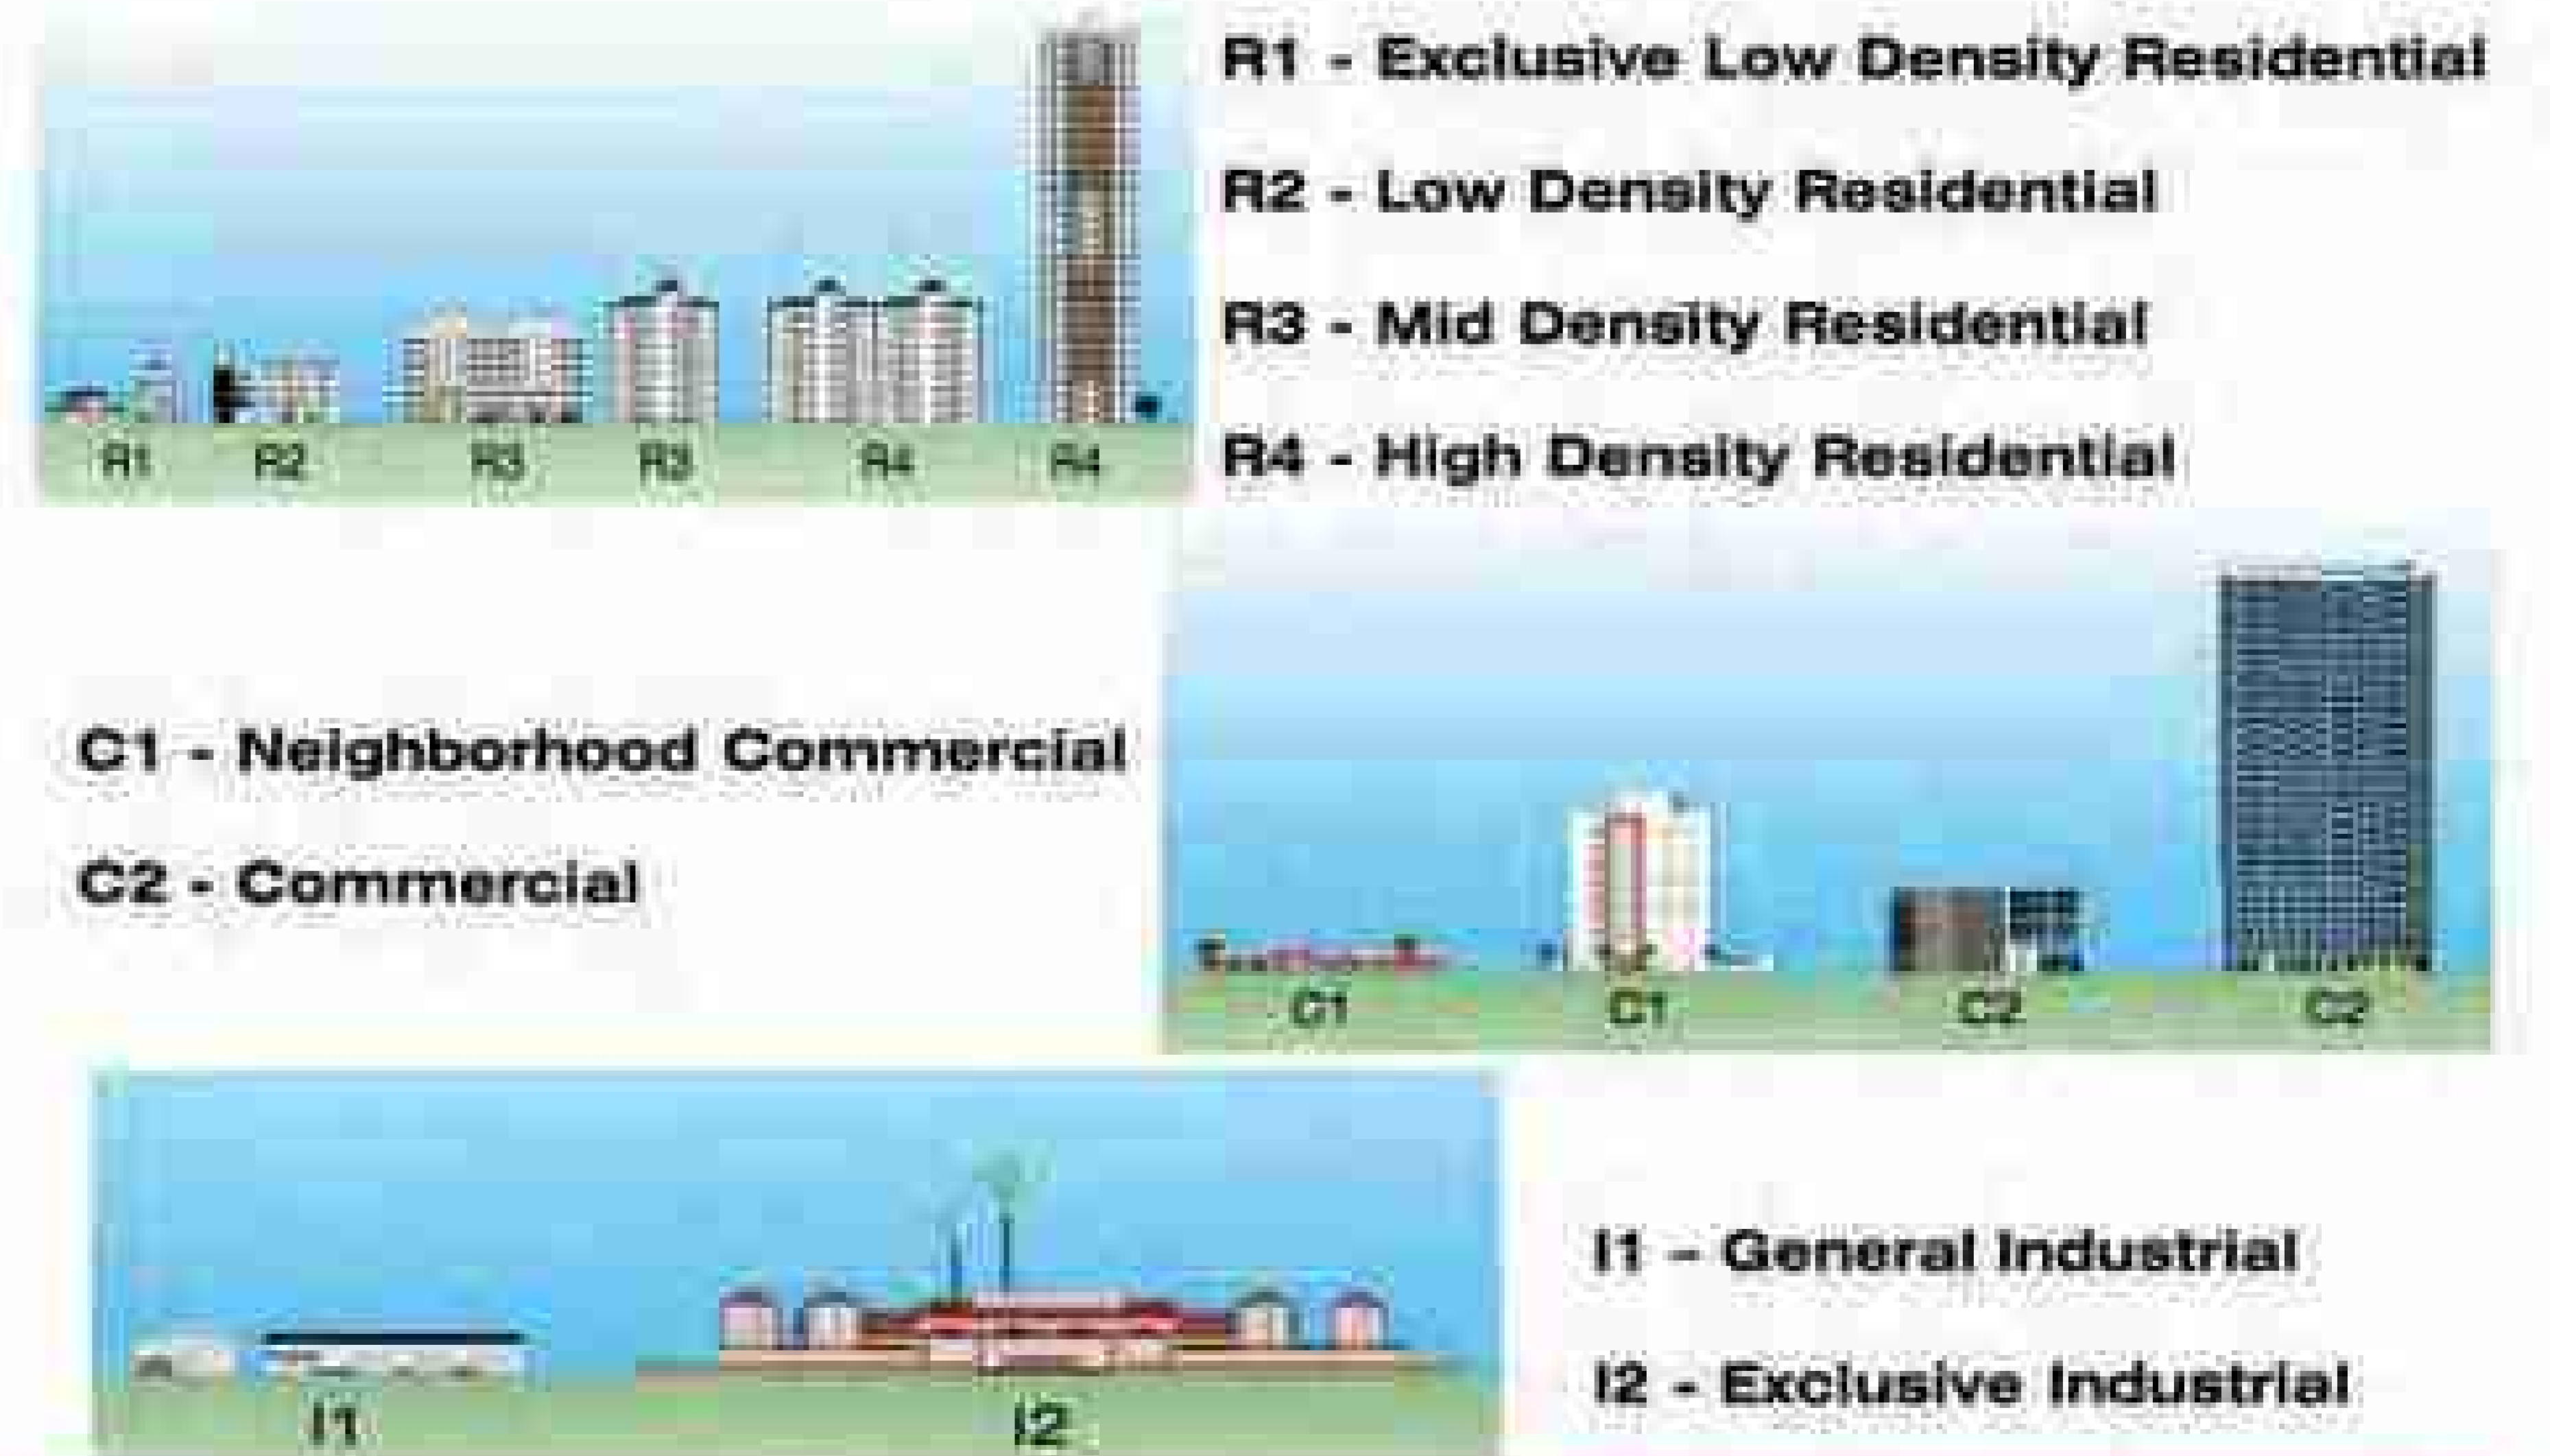 R1 - Exclusive Low Density Residential
R2 - Low Density Residential
R3 - Mid Density Residential
R4 - High Density Residential
R1 R2 R3 R3 R4 R4
C1 - Neighborhood Commercial
C2 - Commercial
C1 C1 C2 C2
I1 - General Industrial
I2 - Exclusive Industrial
I1 I2